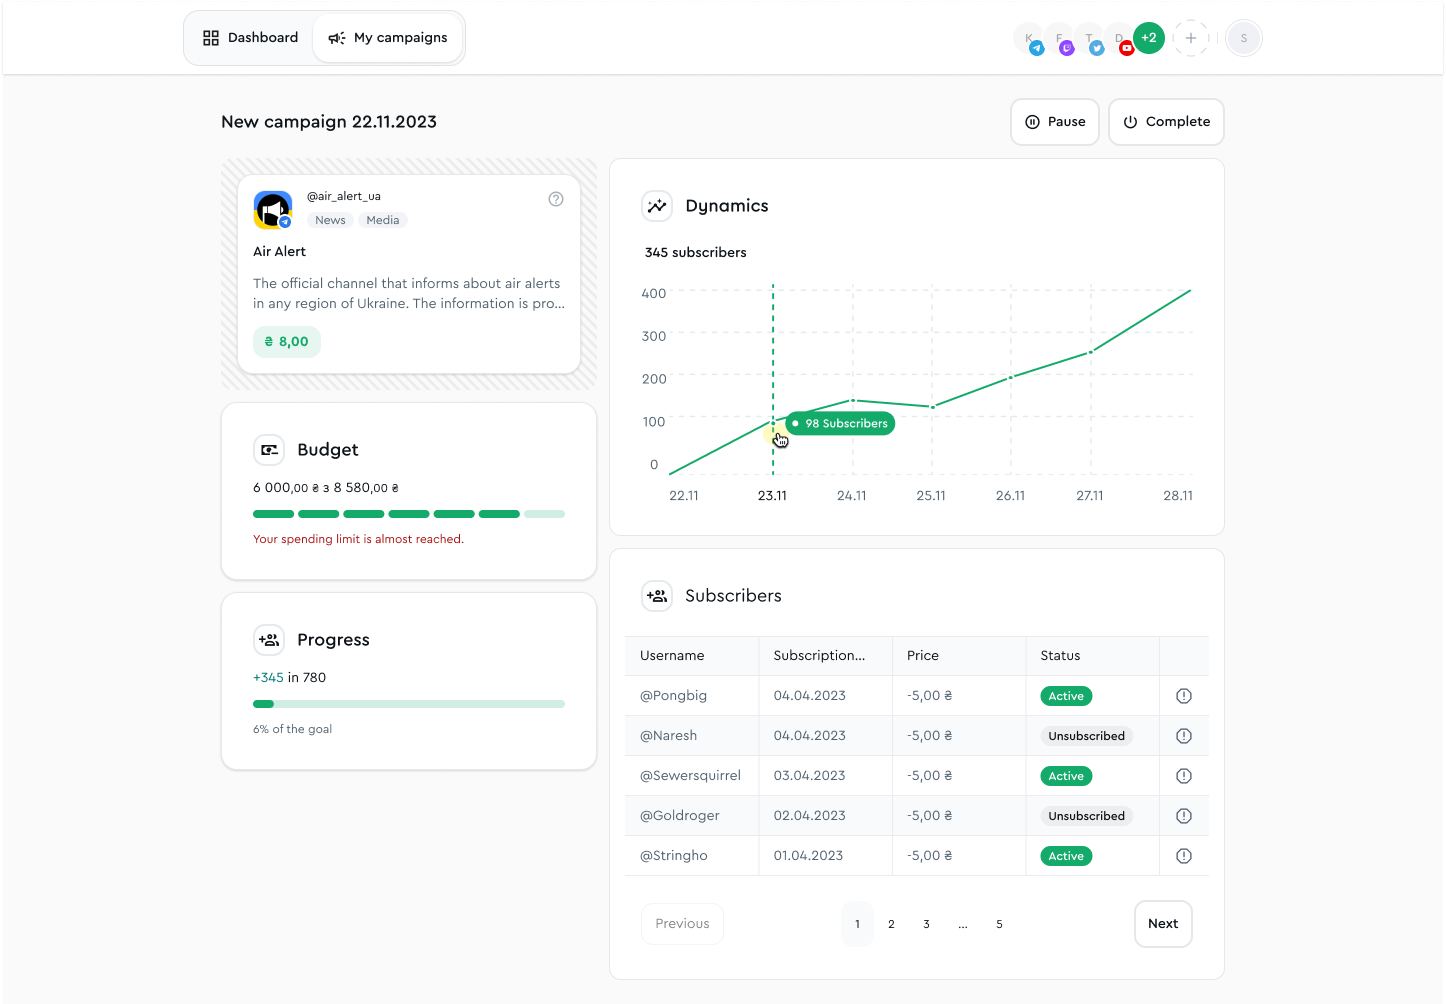 Dashboard
My campaigns
K
F
T
D
+2
S
New campaign 22.11.2023
Pause
Complete
@air_alert_ua
News
Media
Air Alert
The official channel that informs about air alerts
in any region of Ukraine. The information is pro...
₴ 8,00
Budget
6 000,00 ₴ з 8 580,00 ₴
Your spending limit is almost reached.
Progress
+345 in 780
6% of the goal
Dynamics
345 subscribers
400
300
200
100
0
98 Subscribers
22.11 23.11 24.11 25.11 26.11 27.11 28.11
Subscribers
Username Subscription... Price Status
@Pongbig 04.04.2023 -5,00 ₴ Active
@Naresh 04.04.2023 -5,00 ₴ Unsubscribed
@Sewersquirrel 03.04.2023 -5,00 ₴ Active
@Goldroger 02.04.2023 -5,00 ₴ Unsubscribed
@Stringho 01.04.2023 -5,00 ₴ Active
Previous 1 2 3 ... 5 Next